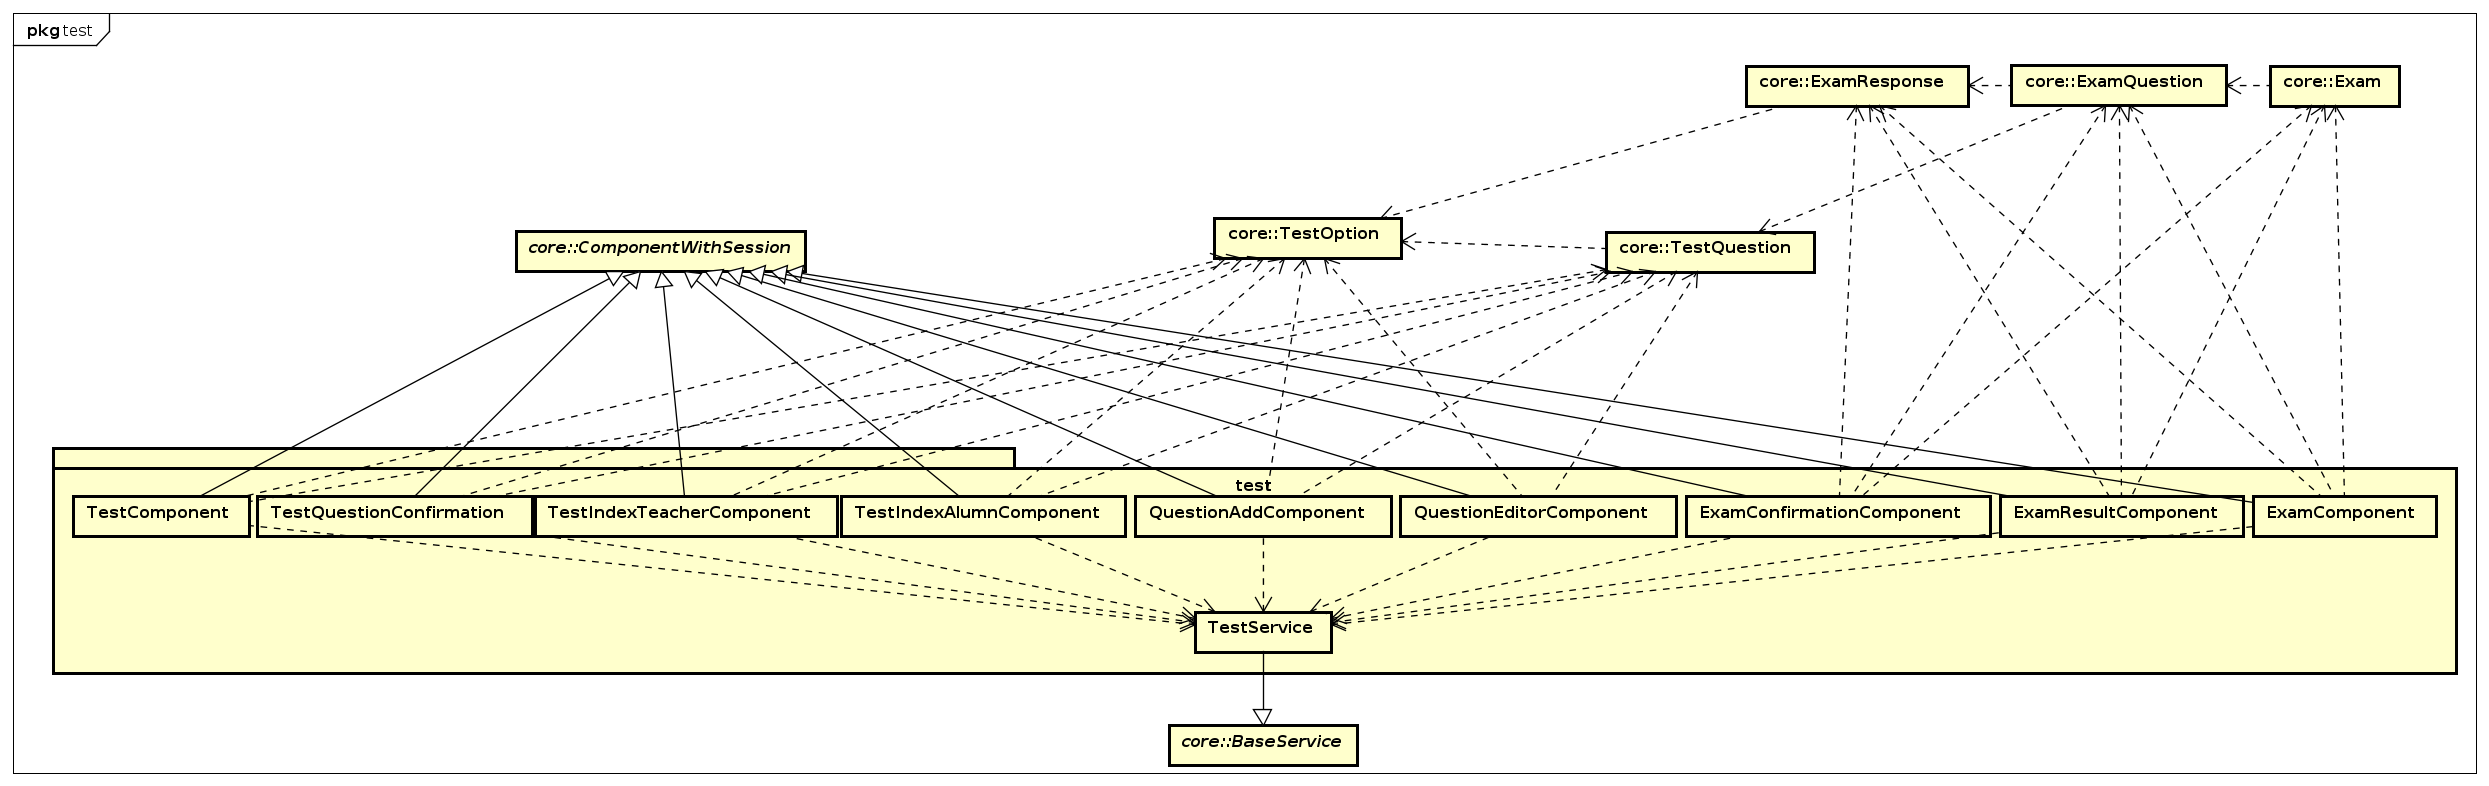 pkg test
core::ExamResponse
core::ExamQuestion
core::Exam
core::ComponentWithSession
core::TestOption
core::TestQuestion
test
TestComponent
TestQuestionConfirmation
TestIndexTeacherComponent
TestIndexAlumnComponent
QuestionAddComponent
QuestionEditorComponent
ExamConfirmationComponent
ExamResultComponent
ExamComponent
TestService
core::BaseService